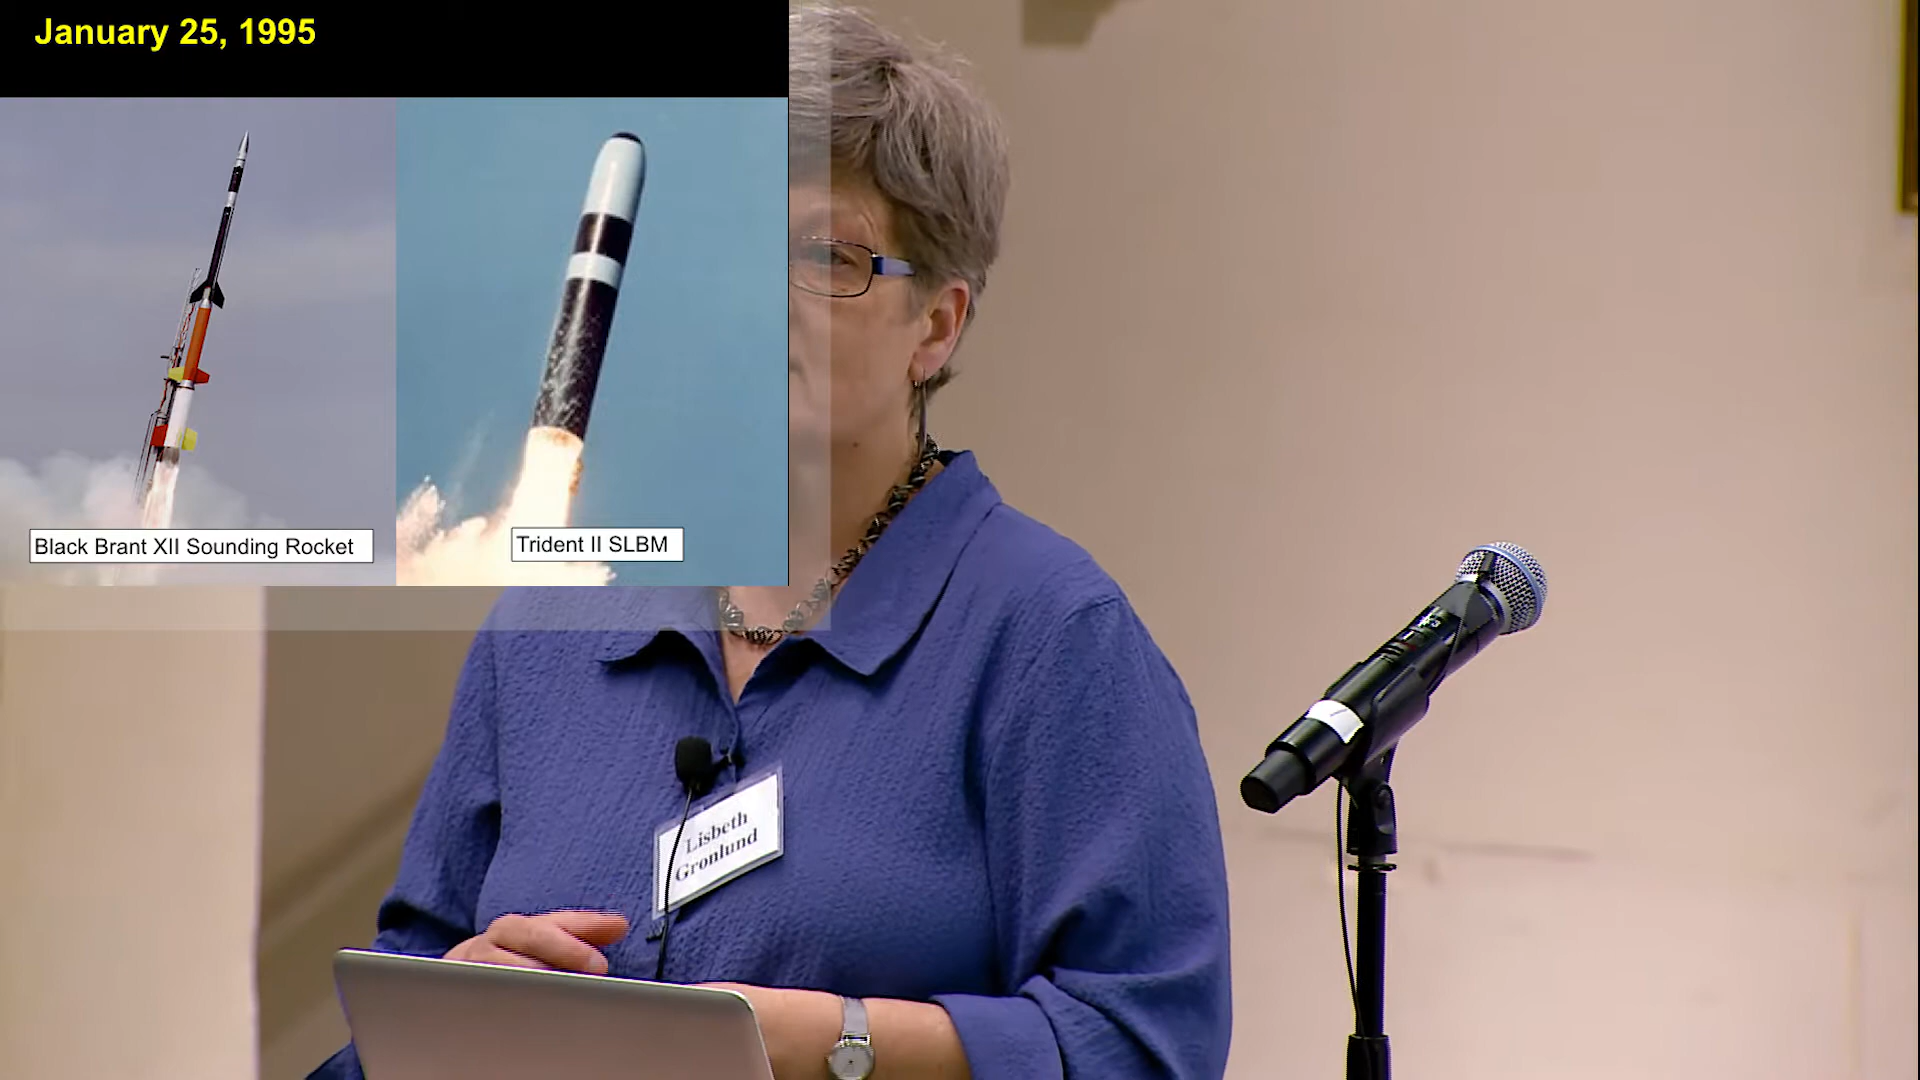 January 25, 1995
Black Brant XII Sounding Rocket
Trident II SLBM
Lisbeth
Gronlund